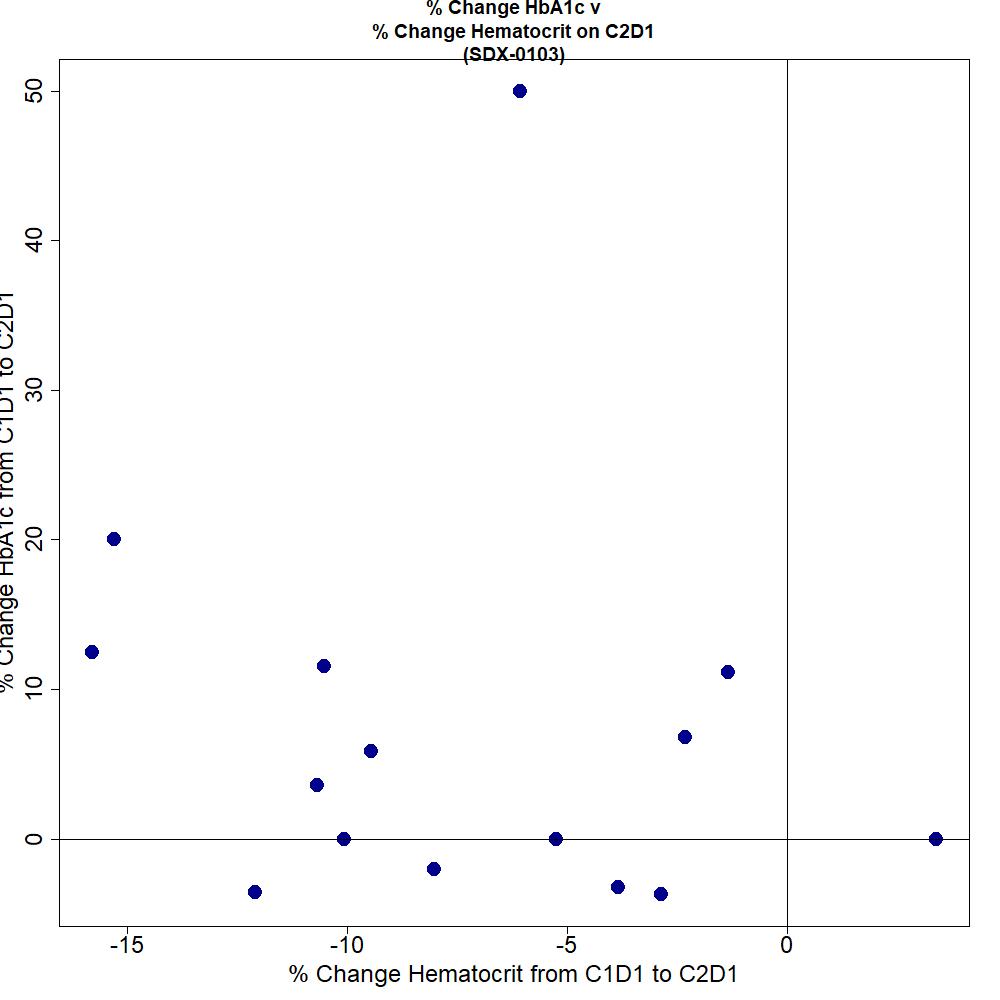 % Change HbA1c v
% Change Hematocrit on C2D1
(SDX-0103)
% Change HbA1c from C1D1 to C2D1
50
40
30
20
10
0
-15
-10
-5
0
% Change Hematocrit from C1D1 to C2D1